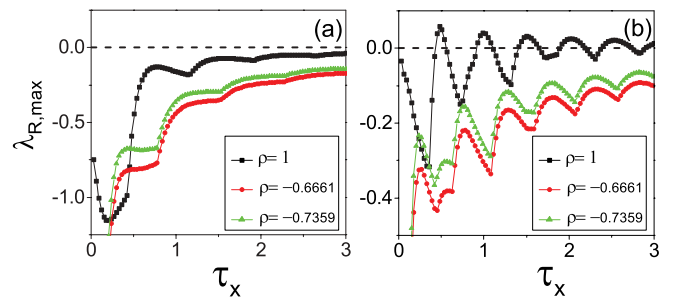 (a)
(b)
0.0
-0.5
-1.0
λR,max
ρ= 1
ρ= −0.6661
ρ= −0.7359
0 1 2 3
τx
0.0
-0.2
-0.4
ρ= 1
ρ= −0.6661
ρ= −0.7359
0 1 2 3
τx